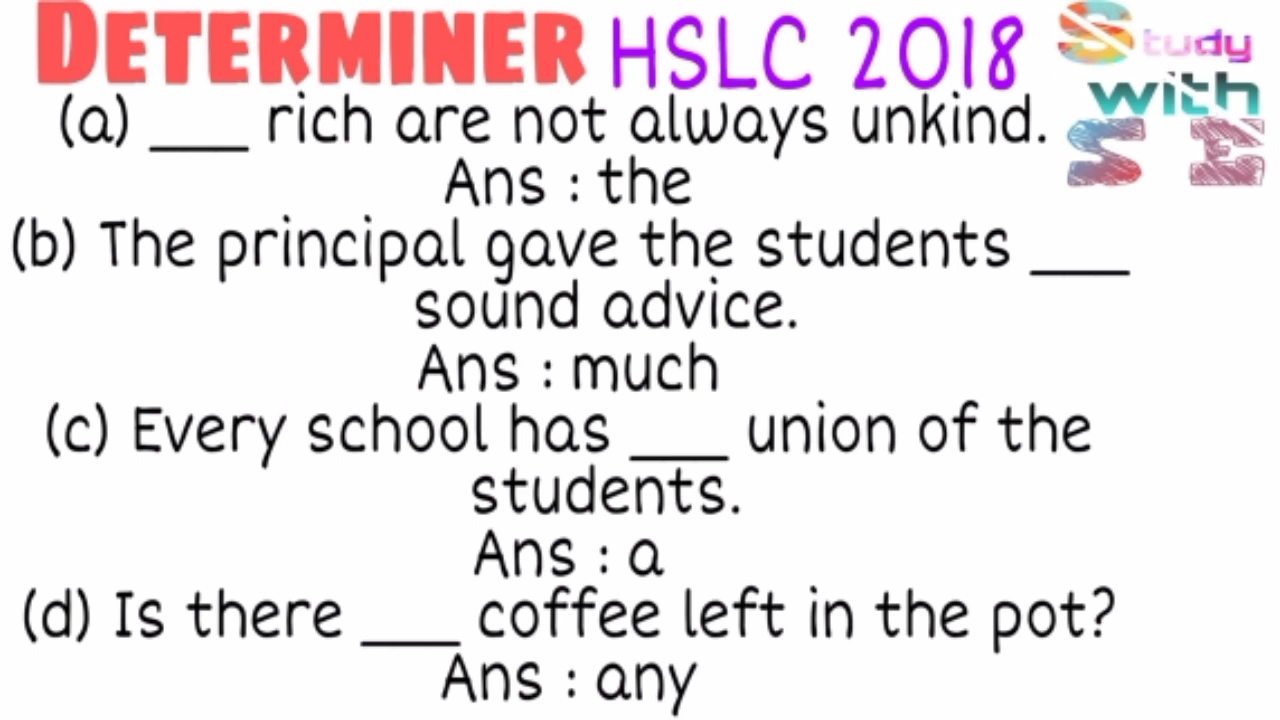 DETERMINER HSLC 2018
Study
with
S E
(a) ___ rich are not always unkind.
Ans : the
(b) The principal gave the students ___
sound advice.
Ans : much
(c) Every school has ___ union of the
students.
Ans : a
(d) Is there ___ coffee left in the pot?
Ans : any